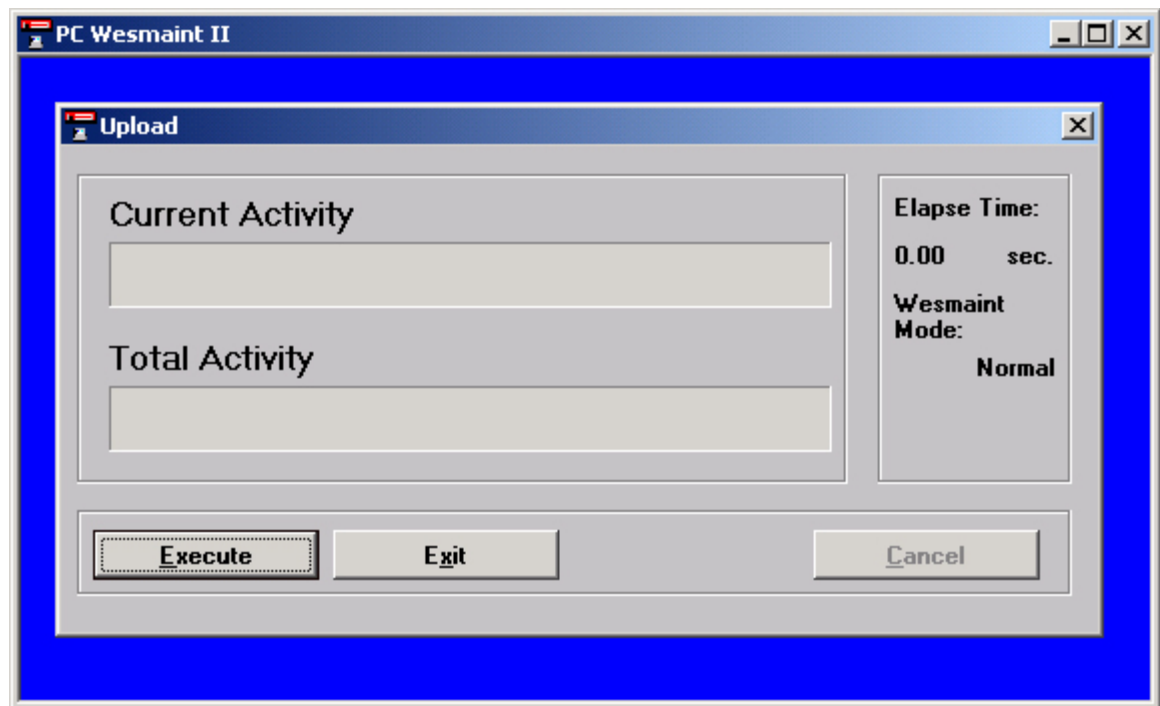 PC Wesmaint II
Upload
Current Activity
Total Activity
Elapse Time:
0.00 sec.
Wesmaint
Mode:
Normal
Execute
Exit
Cancel